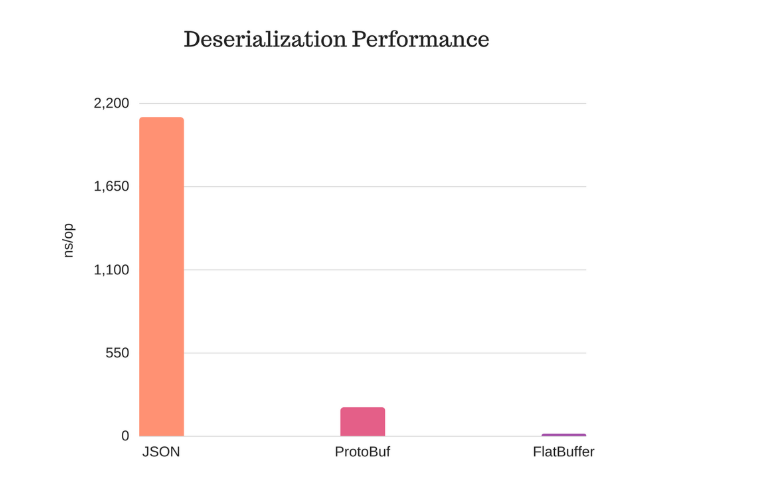 Deserialization Performance
2,200
1,650
1,100
550
0
ns/op
JSON
ProtoBuf
FlatBuffer